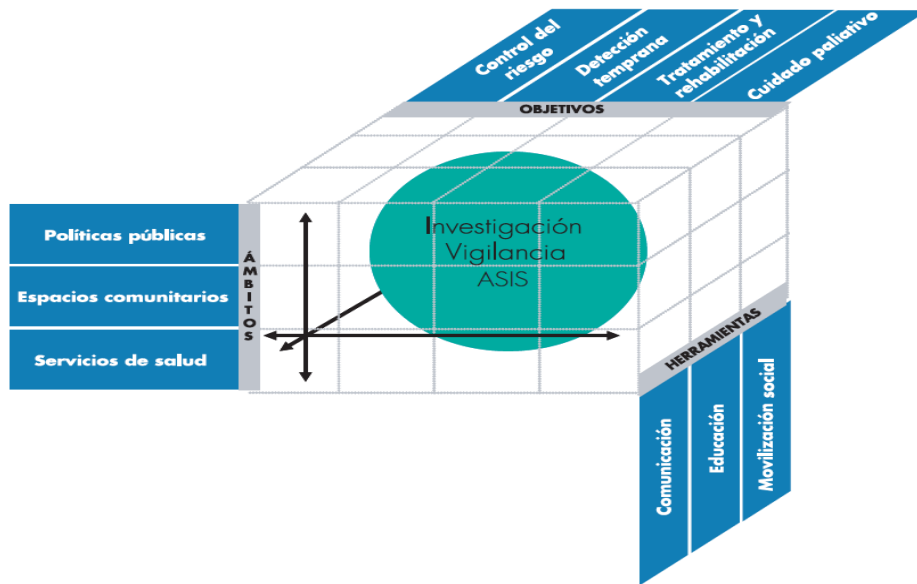 Control del
riesgo
Detección
temprana
Tratamiento y
rehabilitación
Cuidado paliativo
OBJETIVOS
Políticas públicas
Espacios comunitarios
Servicios de salud
ÁMBITOS
Investigación
Vigilancia
ASIS
HERRAMIENTAS
Comunicación
Educación
Movilización social